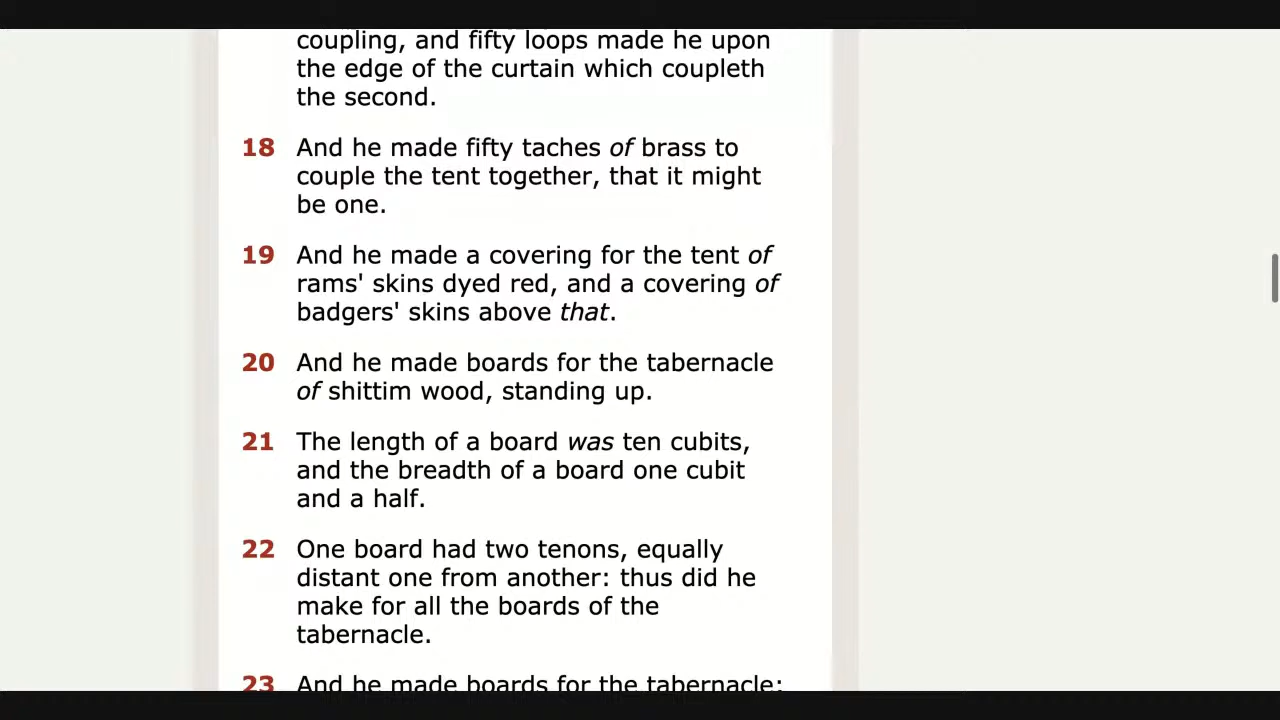 coupling, and fifty loops made he upon
the edge of the curtain which coupleth
the second.
18 And he made fifty taches of brass to
couple the tent together, that it might
be one.
19 And he made a covering for the tent of
rams' skins dyed red, and a covering of
badgers' skins above that.
20 And he made boards for the tabernacle
of shittim wood, standing up.
21 The length of a board was ten cubits,
and the breadth of a board one cubit
and a half.
22 One board had two tenons, equally
distant one from another: thus did he
make for all the boards of the
tabernacle.
23 And he made boards for the tabernacle: